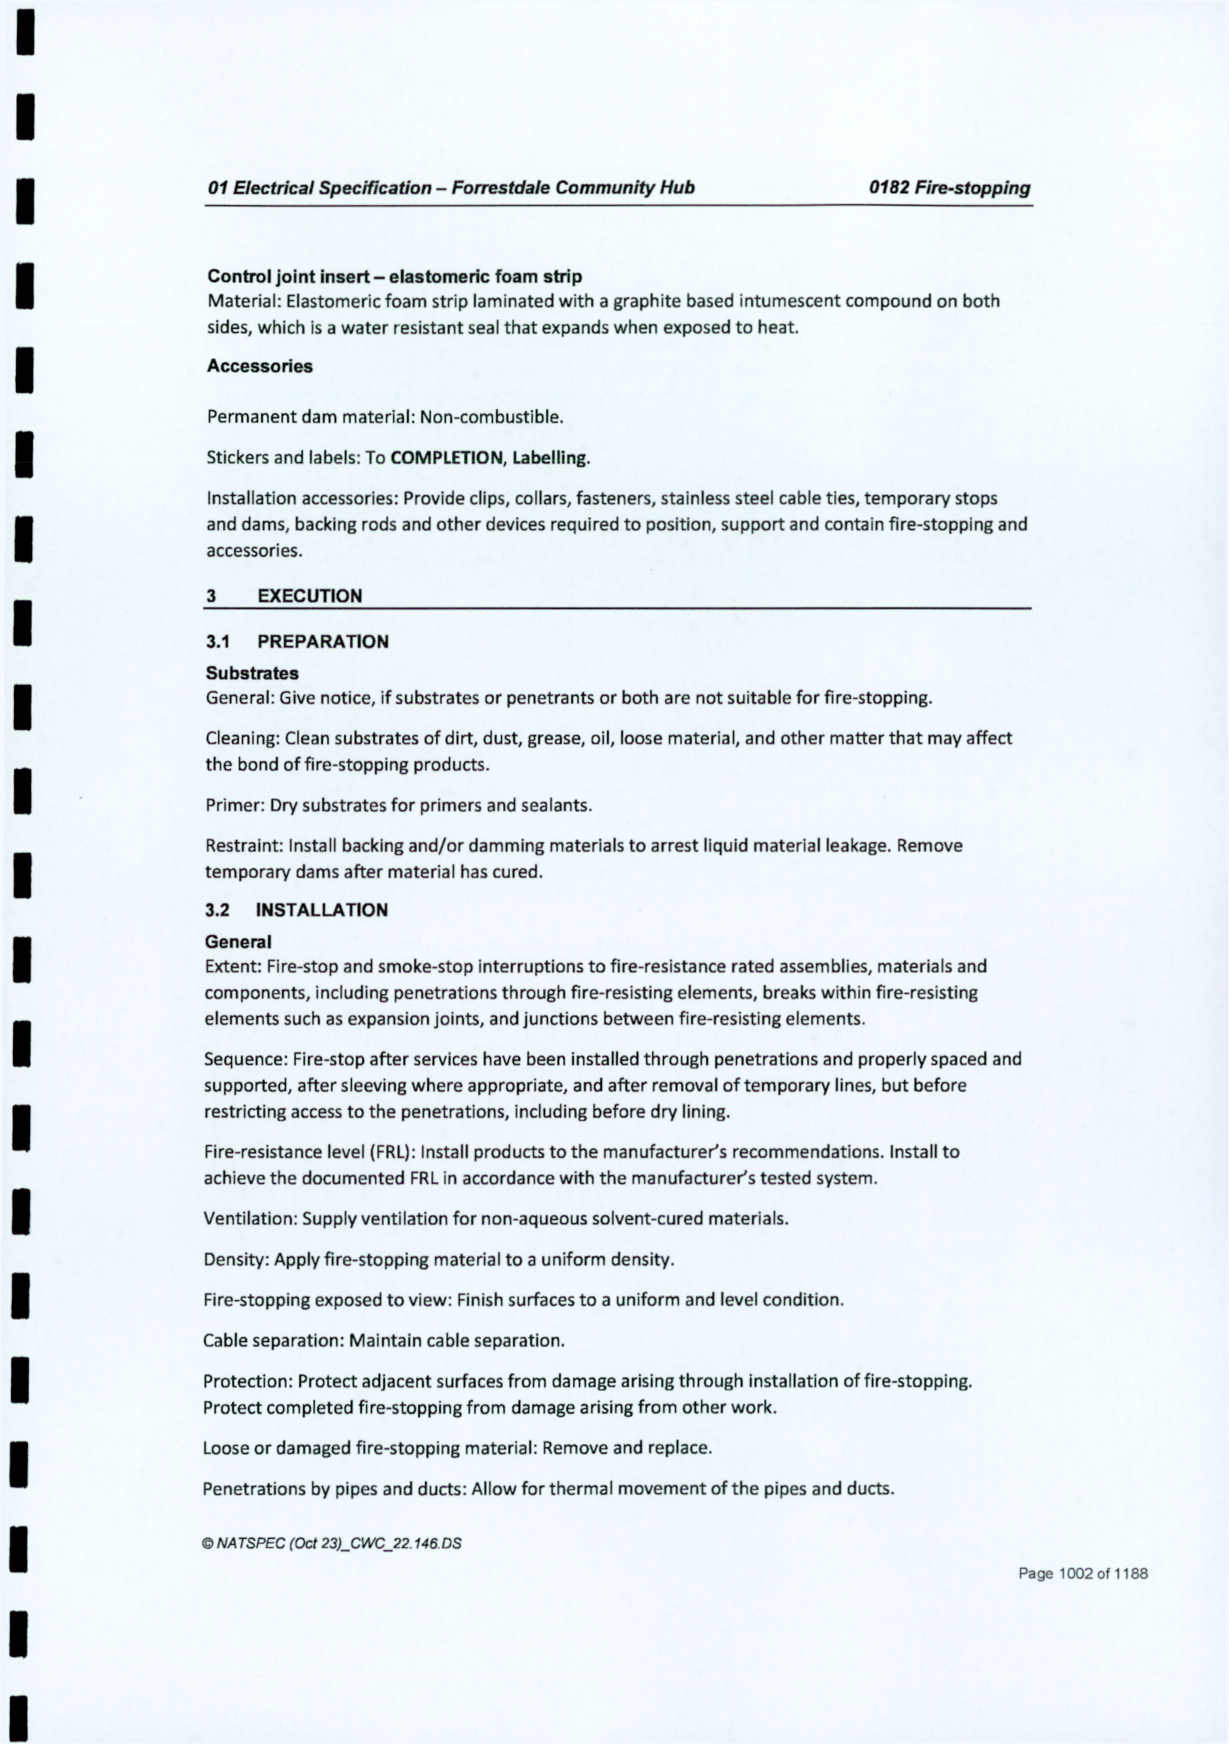 01 Electrical Specification – Forrestdale Community Hub 0182 Fire-stopping
Control joint insert – elastomeric foam strip
Material: Elastomeric foam strip laminated with a graphite based intumescent compound on both
sides, which is a water resistant seal that expands when exposed to heat.
Accessories
Permanent dam material: Non-combustible.
Stickers and labels: To COMPLETION, Labelling.
Installation accessories: Provide clips, collars, fasteners, stainless steel cable ties, temporary stops
and dams, backing rods and other devices required to position, support and contain fire-stopping and
accessories.
3 EXECUTION
3.1 PREPARATION
Substrates
General: Give notice, if substrates or penetrants or both are not suitable for fire-stopping.
Cleaning: Clean substrates of dirt, dust, grease, oil, loose material, and other matter that may affect
the bond of fire-stopping products.
Primer: Dry substrates for primers and sealants.
Restraint: Install backing and/or damming materials to arrest liquid material leakage. Remove
temporary dams after material has cured.
3.2 INSTALLATION
General
Extent: Fire-stop and smoke-stop interruptions to fire-resistance rated assemblies, materials and
components, including penetrations through fire-resisting elements, breaks within fire-resisting
elements such as expansion joints, and junctions between fire-resisting elements.
Sequence: Fire-stop after services have been installed through penetrations and properly spaced and
supported, after sleeving where appropriate, and after removal of temporary lines, but before
restricting access to the penetrations, including before dry lining.
Fire-resistance level (FRL): Install products to the manufacturer's recommendations. Install to
achieve the documented FRL in accordance with the manufacturer's tested system.
Ventilation: Supply ventilation for non-aqueous solvent-cured materials.
Density: Apply fire-stopping material to a uniform density.
Fire-stopping exposed to view: Finish surfaces to a uniform and level condition.
Cable separation: Maintain cable separation.
Protection: Protect adjacent surfaces from damage arising through installation of fire-stopping.
Protect completed fire-stopping from damage arising from other work.
Loose or damaged fire-stopping material: Remove and replace.
Penetrations by pipes and ducts: Allow for thermal movement of the pipes and ducts.
© NATSPEC (Oct 23)_CWC_22.146.DS
Page 1002 of 1188